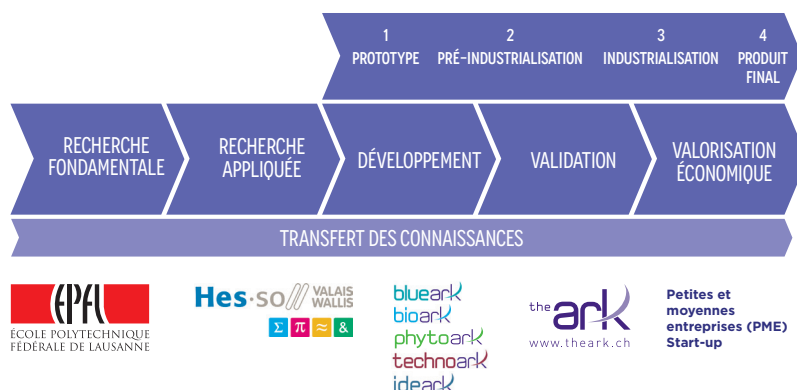 1
PROTOTYPE
2
PRÉ-INDUSTRIALISATION
3
INDUSTRIALISATION
4
PRODUIT
FINAL
RECHERCHE
FONDAMENTALE
RECHERCHE
APPLIQUÉE
DÉVELOPPEMENT
VALIDATION
VALORISATION
ÉCONOMIQUE
TRANSFERT DES CONNAISSANCES
EPFL
ÉCOLE POLYTECHNIQUE
FÉDÉRALE DE LAUSANNE
Hes·so// VALAIS
WALLIS
Σ π ≈ &
blueark
bioark
phytoark
technoark
ideark
the ark
www.theark.ch
Petites et
moyennes
entreprises (PME)
Start-up